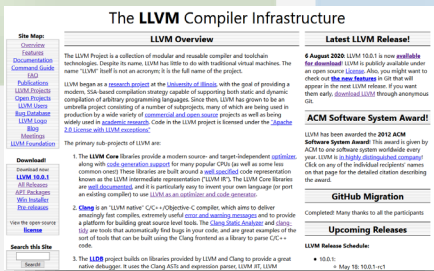 The LLVM Compiler Infrastructure
Site Map:
Overview
Features
Documentation
Command Guide
FAQ
Publications
LLVM Projects
Open Projects
LLVM Users
Bug Database
LLVM Logo
Blog
Meetings
LLVM Foundation
Download!
Download now:
LLVM 10.0.1
All Releases
APT Packages
Win Installer
Pre-releases
View the open source
license
Search this Site
Search!
LLVM Overview
The LLVM Project is a collection of modular and reusable compiler and toolchain
technologies. Despite its name, LLVM has little to do with traditional virtual machines. The
name "LLVM" itself is not an acronym; it is the full name of the project.
LLVM began as a research project at the University of Illinois, with the goal of providing a
modern, SSA-based compilation strategy capable of supporting both static and dynamic
compilation of arbitrary programming languages. Since then, LLVM has grown to be an
umbrella project consisting of a number of subprojects, many of which are being used in
production by a wide variety of commercial and open source projects as well as being
widely used in academic research. Code in the LLVM project is licensed under the "Apache
2.0 License with LLVM exceptions"
The primary sub-projects of LLVM are:
1. The LLVM Core libraries provide a modern source- and target-independent optimizer,
along with code generation support for many popular CPUs (as well as some less
common ones!) These libraries are built around a well specified code representation
known as the LLVM intermediate representation ("LLVM IR"). The LLVM Core libraries
are well documented, and it is particularly easy to invent your own language (or port
an existing compiler) to use LLVM as an optimizer and code generator.
2. Clang is an "LLVM native" C/C++/Objective-C compiler, which aims to deliver
amazingly fast compiles, extremely useful error and warning messages and to provide
a platform for building great source level tools. The Clang Static Analyzer and clang-
tidy are tools that automatically find bugs in your code, and are great examples of the
sort of tools that can be built using the Clang frontend as a library to parse C/C++
code.
3. The LLDB project builds on libraries provided by LLVM and Clang to provide a great
native debugger. It uses the Clang ASTs and expression parser, LLVM JIT, LLVM
Latest LLVM Release!
6 August 2020: LLVM 10.0.1 is now available
for download! LLVM is publicly available under
an open source License. Also, you might want to
check out the new features in Git that will
appear in the next LLVM release. If you want
them early, download LLVM through anonymous
Git.
ACM Software System Award!
LLVM has been awarded the 2012 ACM
Software System Award! This award is given by
ACM to one software system worldwide every
year. LLVM is in highly distinguished company!
Click on any of the individual recipients' names
on that page for the detailed citation describing
the award.
GitHub Migration
Completed! Many thanks to all the participants
Upcoming Releases
LLVM Release Schedule:
10.0.1:
May 18: 10.0.1-rc1